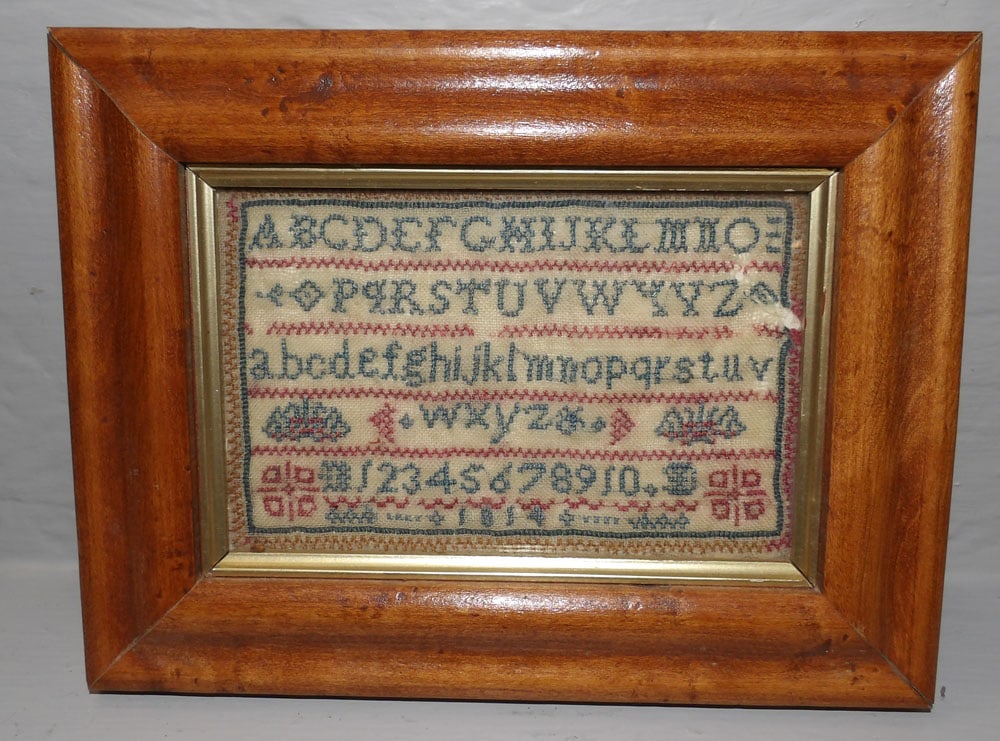 ABCDEFGHIJKLMNO
PqRSTUVWXYZ
abcdefghijklmnopqrstuv
wxyz
12345678910.
1814